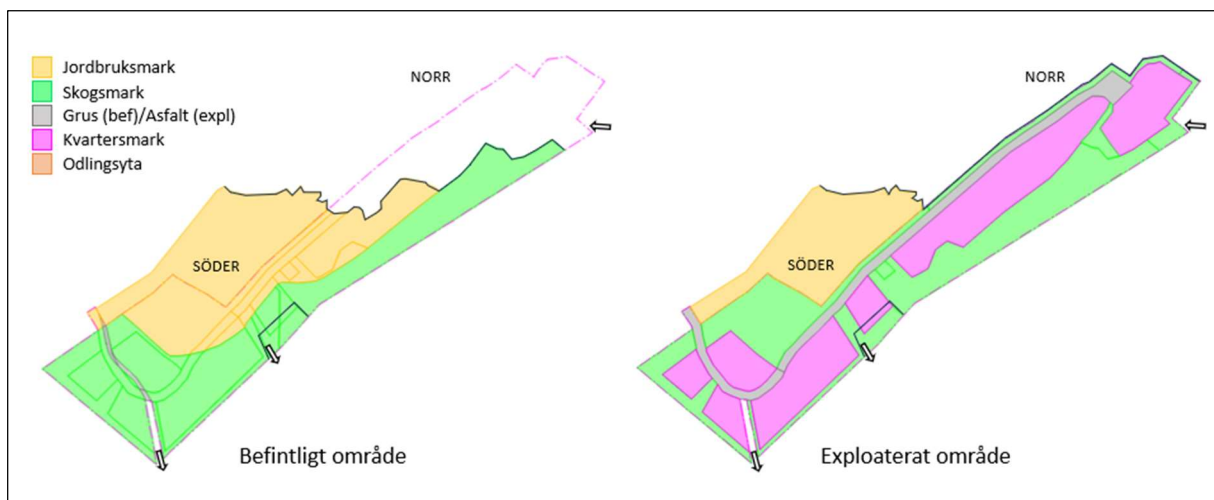 Jordbruksmark
Skogsmark
Grus (bef)/Asfalt (expl)
Kvartersmark
Odlingsyta
NORR
SÖDER
Befintligt område
NORR
SÖDER
Exploaterat område